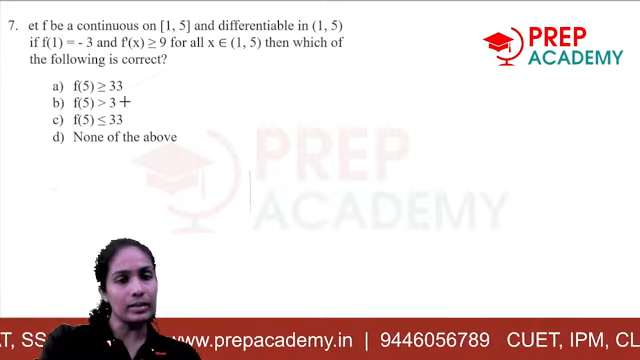 PREP
ACADEMY
7. et f be a continuous on [1, 5] and differentiable in (1, 5)
if f(1) = - 3 and f'(x) ≥ 9 for all x ∈ (1, 5) then which of
the following is correct?
a) f(5) ≥ 33
b) f(5) > 3
c) f(5) ≤ 33
d) None of the above
PREP
ACADEMY
AT, SS www.prepacademy.in | 9446056789 CUET, IPM, CL